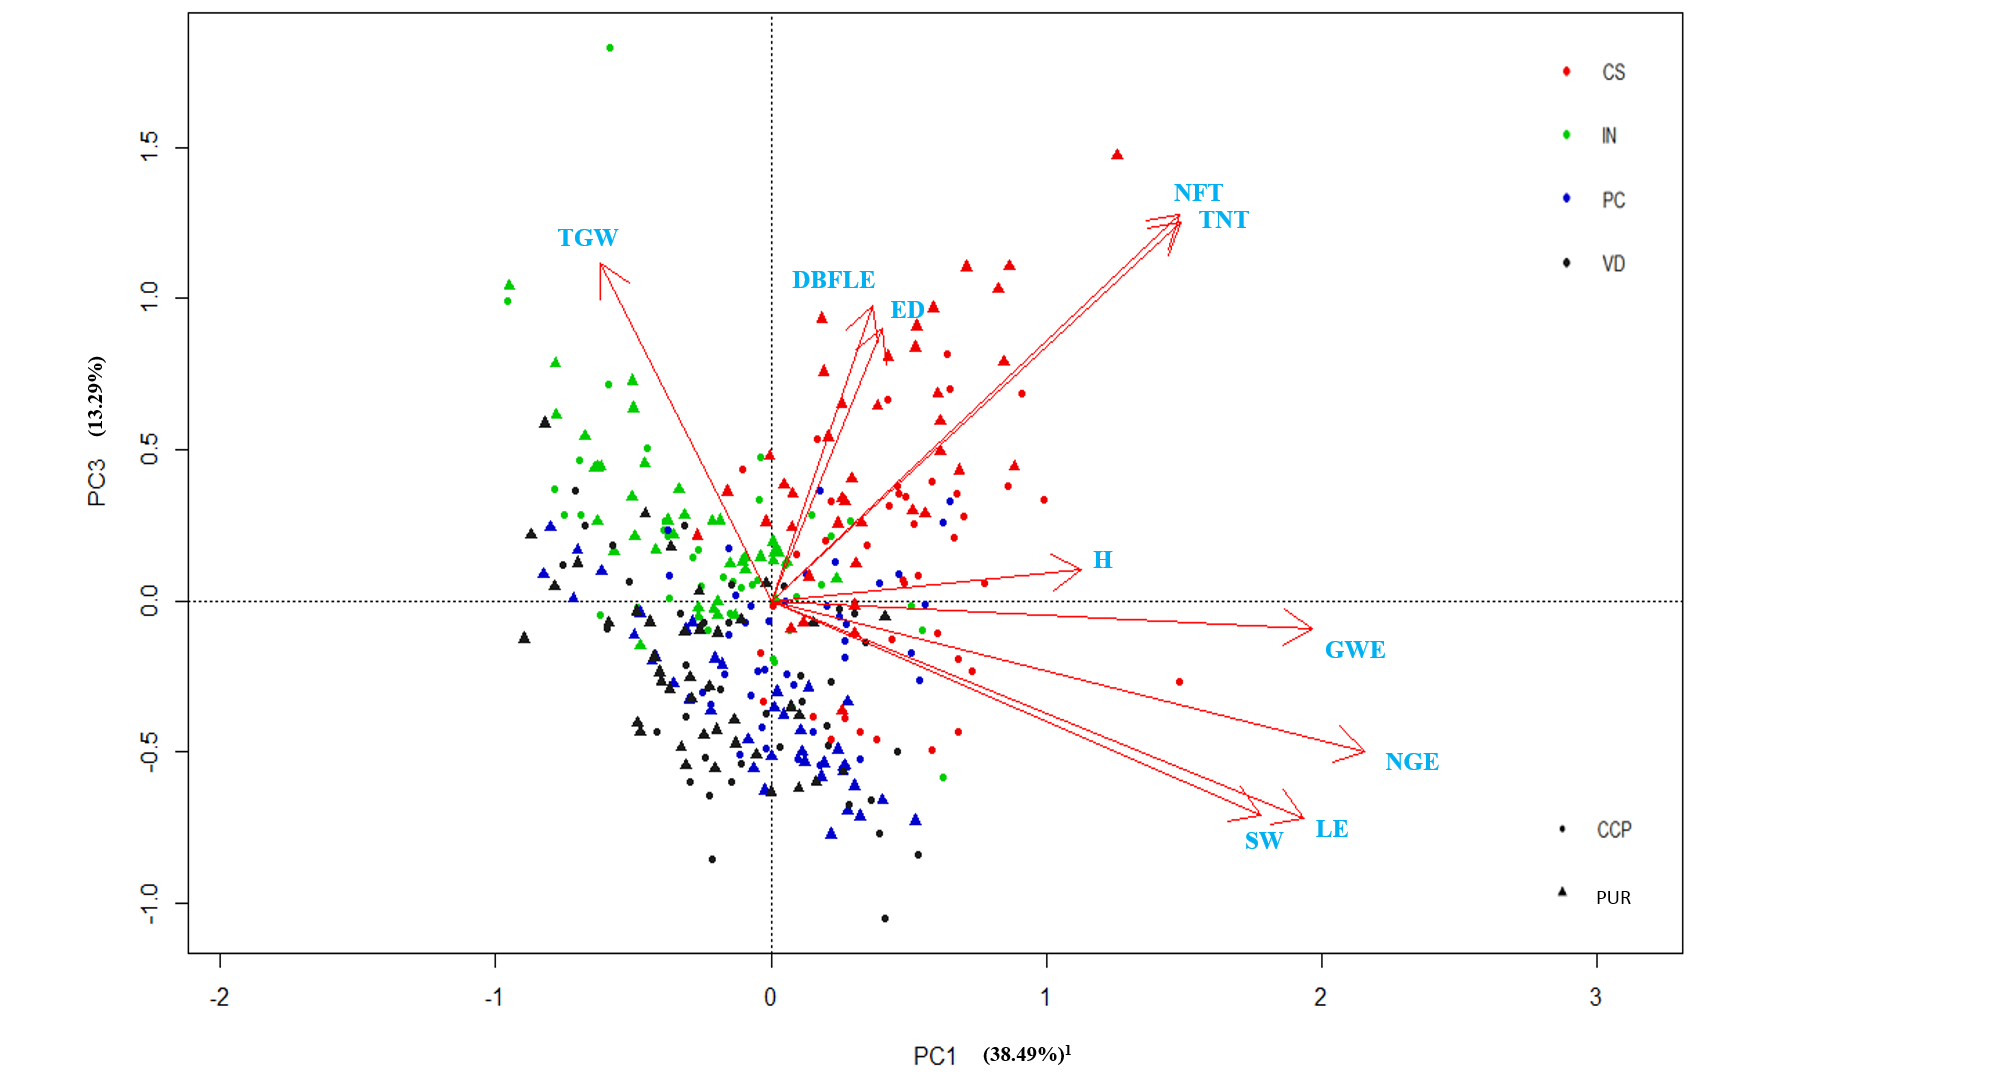 CS
IN
PC
VD
NFT
TNT
TGW
DBFLE
ED
H
GWE
NGE
LE
SW
CCP
PUR
1.5
1.0
0.5
0.0
-0.5
-1.0
PC3 (13.29%)
-2 -1 0 1 2 3
PC1 (38.49%)¹